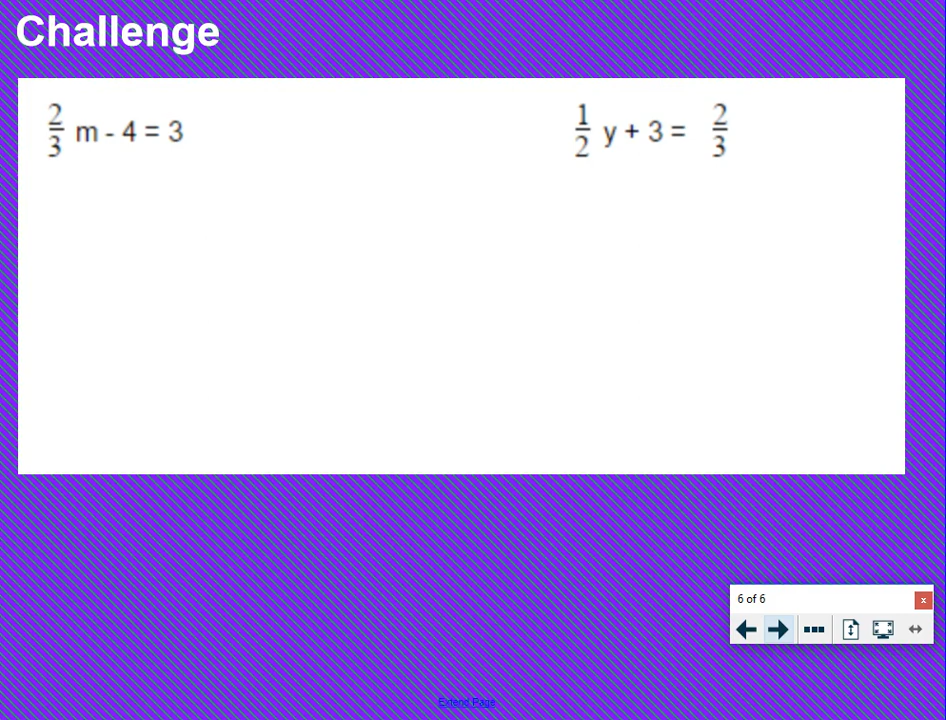 Challenge
2/3 m - 4 = 3
1/2 y + 3 = 2/3
6 of 6
x
Extend Page